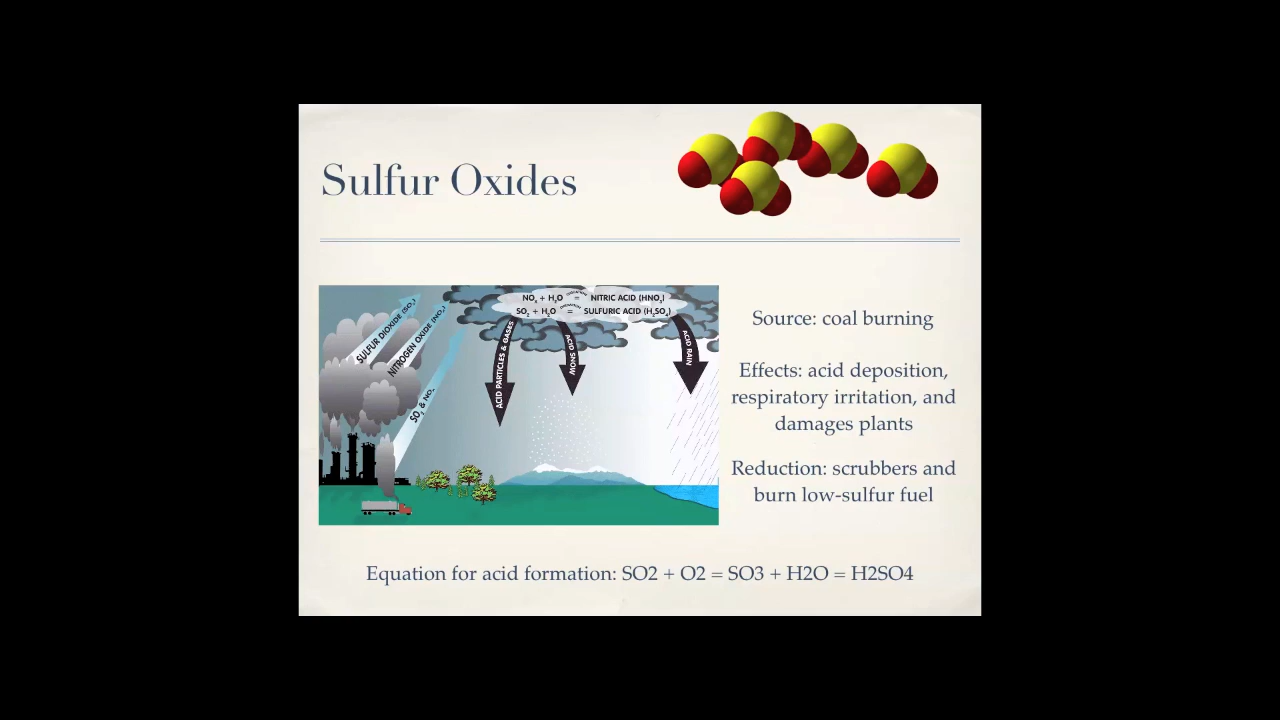 Sulfur Oxides
NOx + H2O OXIDATION = NITRIC ACID (HNO3)
SO2 + H2O OXIDATION = SULFURIC ACID (H2SO4)
SULFUR DIOXIDE (SO2)
NITROGEN OXIDE (NOx)
SO2 & NOx
ACID PARTICLES & GASES
ACID SNOW
ACID RAIN
Source: coal burning
Effects: acid deposition,
respiratory irritation, and
damages plants
Reduction: scrubbers and
burn low-sulfur fuel
Equation for acid formation: SO2 + O2 = SO3 + H2O = H2SO4